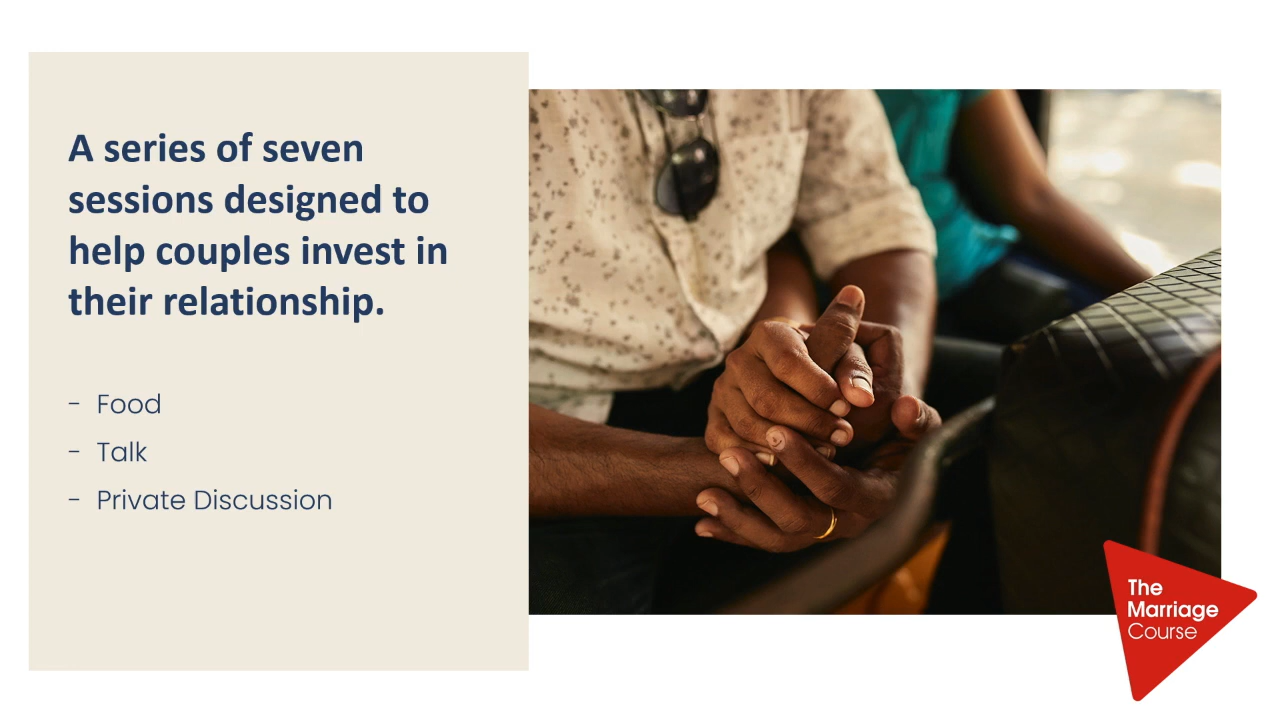 A series of seven
sessions designed to
help couples invest in
their relationship.
- Food
- Talk
- Private Discussion
The
Marriage
Course